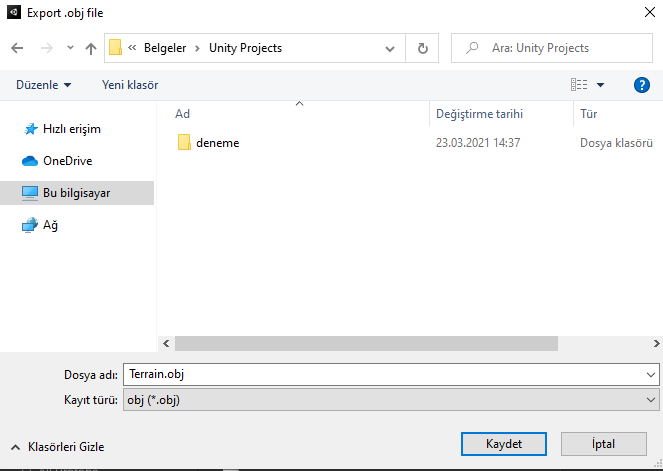 Export .obj file
« Belgeler > Unity Projects
Ara: Unity Projects
Düzenle
Yeni klasör
?
Ad
Değiştirme tarihi
Tür
Hızlı erişim
deneme
23.03.2021 14:37
Dosya klasörü
OneDrive
Bu bilgisayar
Ağ
Dosya adı: Terrain.obj
Kayıt türü: obj (*.obj)
Klasörleri Gizle
Kaydet
İptal